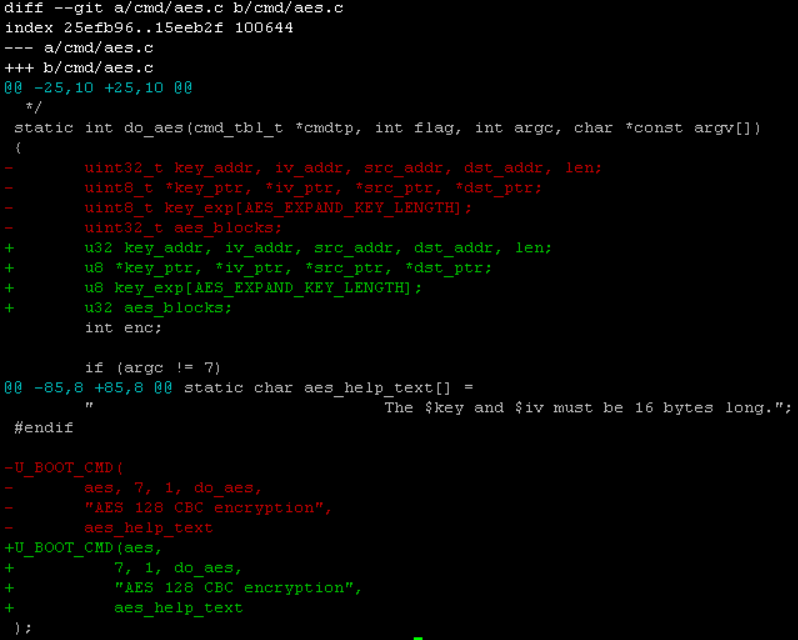 diff --git a/cmd/aes.c b/cmd/aes.c
index 25efb96..15eeb2f 100644
--- a/cmd/aes.c
+++ b/cmd/aes.c
@@ -25,10 +25,10 @@
  */
 static int do_aes(cmd_tbl_t *cmdtp, int flag, int argc, char *const argv[])
 {
-       uint32_t key_addr, iv_addr, src_addr, dst_addr, len;
-       uint8_t *key_ptr, *iv_ptr, *src_ptr, *dst_ptr;
-       uint8_t key_exp[AES_EXPAND_KEY_LENGTH];
-       uint32_t aes_blocks;
+       u32 key_addr, iv_addr, src_addr, dst_addr, len;
+       u8 *key_ptr, *iv_ptr, *src_ptr, *dst_ptr;
+       u8 key_exp[AES_EXPAND_KEY_LENGTH];
+       u32 aes_blocks;
        int enc;

        if (argc != 7)
@@ -85,8 +85,8 @@ static char aes_help_text[] =
        "                             The $key and $iv must be 16 bytes long.";
 #endif

-U_BOOT_CMD(
-       aes, 7, 1, do_aes,
-       "AES 128 CBC encryption",
-       aes_help_text
+U_BOOT_CMD(aes,
+          7, 1, do_aes,
+          "AES 128 CBC encryption",
+          aes_help_text
 );